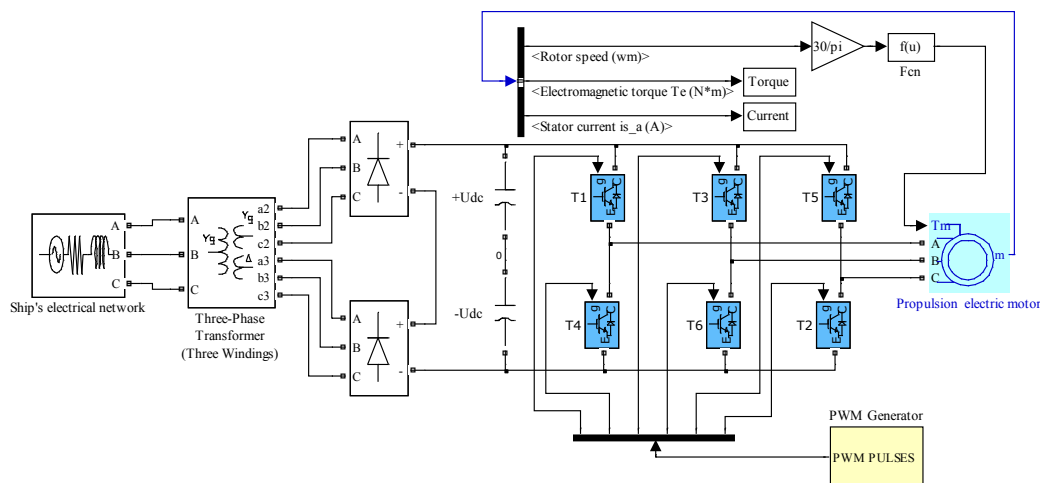 <Rotor speed (wm)>
30/pi
f(u)
Fcn
<Electromagnetic torque Te (N*m)>
Torque
<Stator current is_a (A)>
Current
A
B
C
+
-
A
B
C
Ship's electrical network
A
B
C
Yg
Yg
Δ
a2
b2
c2
a3
b3
c3
Three-Phase
Transformer
(Three Windings)
A
B
C
+
-
+Udc
0
-Udc
T1
g
C
E
T3
g
C
E
T5
g
C
E
T4
g
C
E
T6
g
C
E
T2
g
C
E
Tm
A
B
C
m
Propulsion electric motor
PWM Generator
PWM PULSES